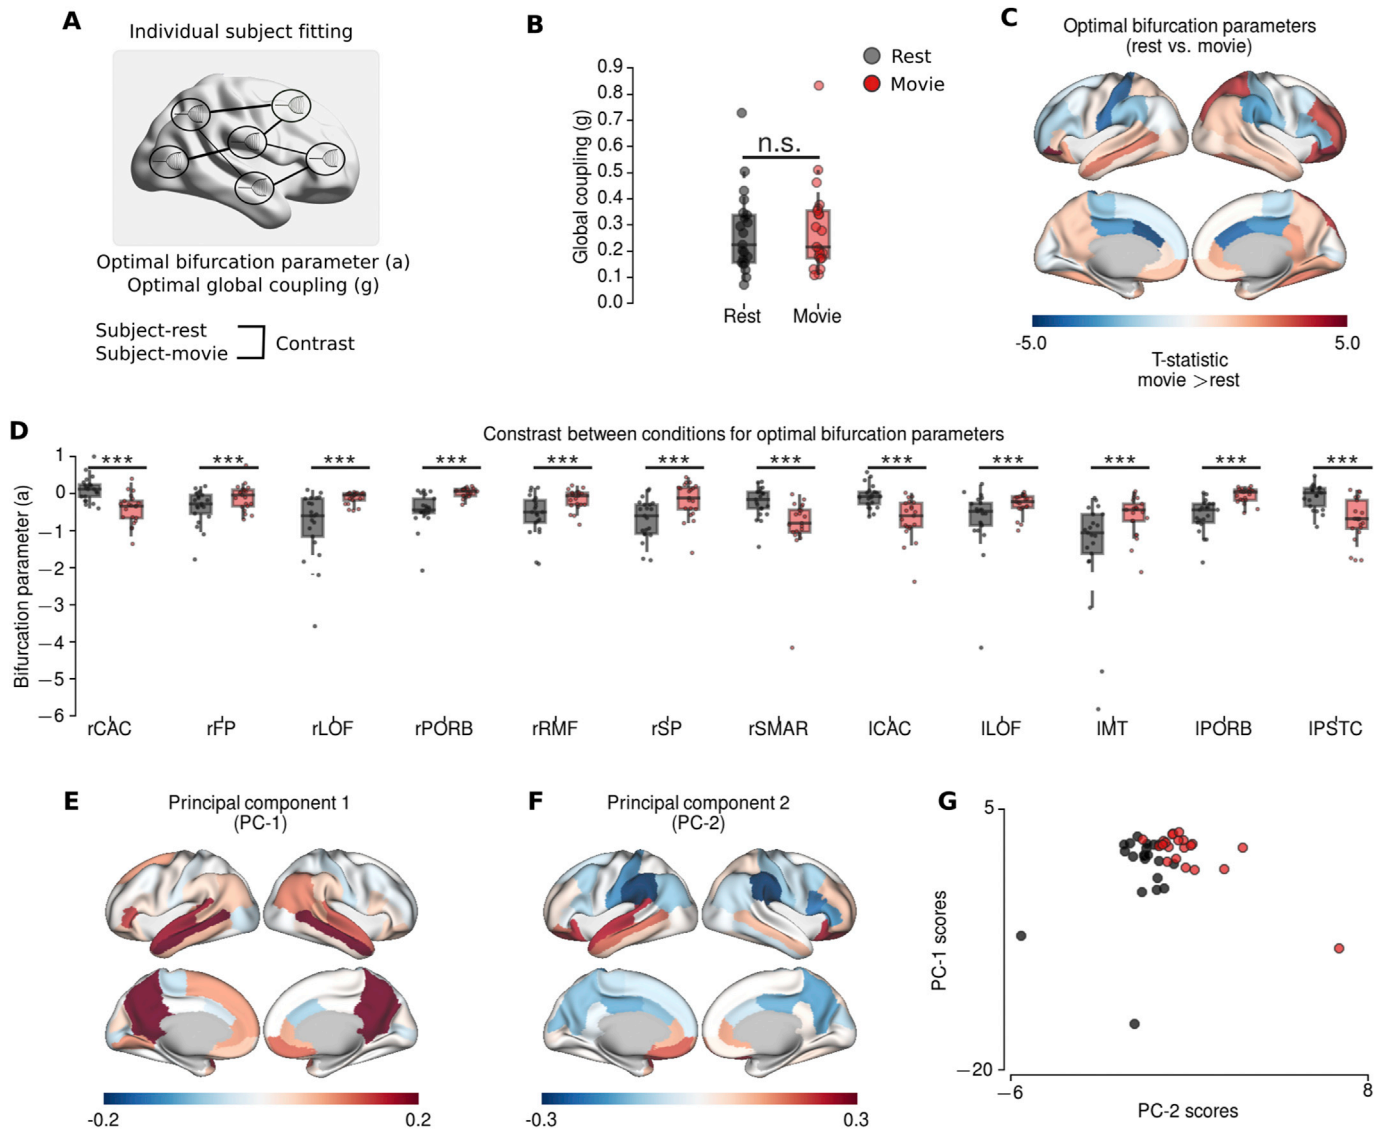 A
Individual subject fitting
Optimal bifurcation parameter (a)
Optimal global coupling (g)
Subject-rest
Subject-movie
Contrast
B
Rest
Movie
Global coupling (g)
0.9
0.8
0.7
0.6
0.5
0.4
0.3
0.2
0.1
0.0
n.s.
Rest
Movie
C
Optimal bifurcation parameters
(rest vs. movie)
-5.0
5.0
T-statistic
movie >rest
D
Constrast between conditions for optimal bifurcation parameters
Bifurcation parameter (a)
1
0
−1
−2
−3
−4
−5
−6
*** *** *** *** *** *** *** *** *** *** *** ***
rCAC rFP rLOF rPORB rRMF rSP rSMAR lCAC lLOF lMT lPORB lPSTC
E
Principal component 1
(PC-1)
-0.2
0.2
F
Principal component 2
(PC-2)
-0.3
0.3
G
5
PC-1 scores
−20
−6
8
PC-2 scores